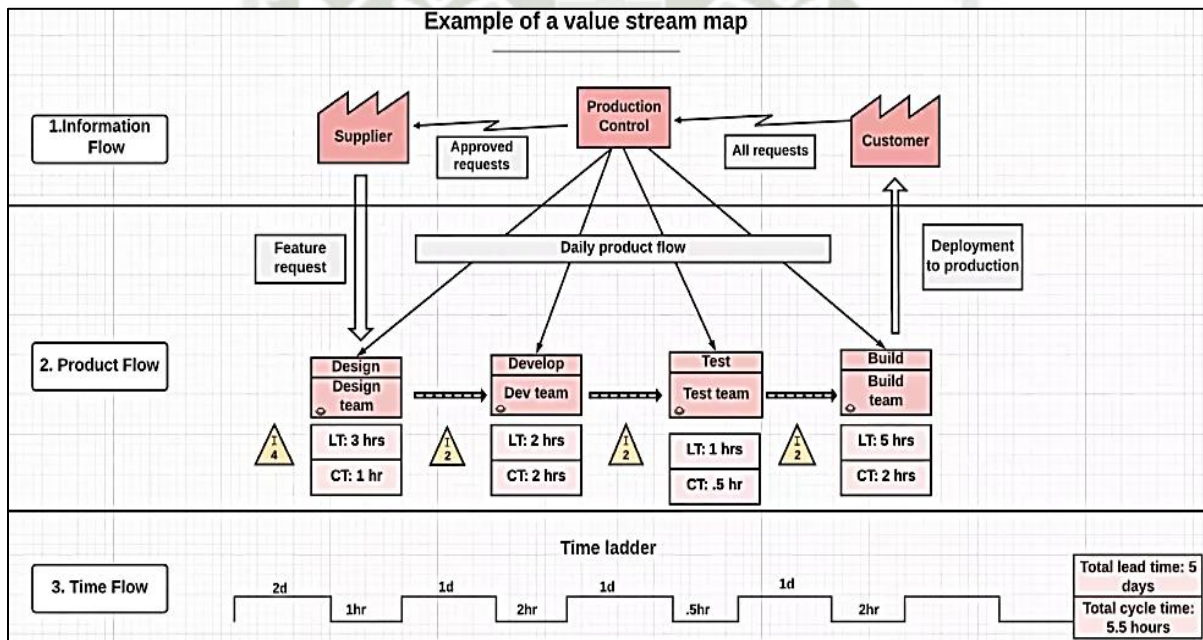 Example of a value stream map
1.Information
Flow
Supplier
Approved
requests
Production
Control
All requests
Customer
Feature
request
Daily product flow
Deployment
to production
2. Product Flow
Design
Design
team
Develop
Dev team
Test
Test team
Build
Build
team
I
4
LT: 3 hrs
CT: 1 hr
I
2
LT: 2 hrs
CT: 2 hrs
I
2
LT: 1 hrs
CT: .5 hr
I
2
LT: 5 hrs
CT: 2 hrs
3. Time Flow
Time ladder
2d
1hr
1d
2hr
1d
.5hr
1d
2hr
Total lead time: 5
days
Total cycle time:
5.5 hours